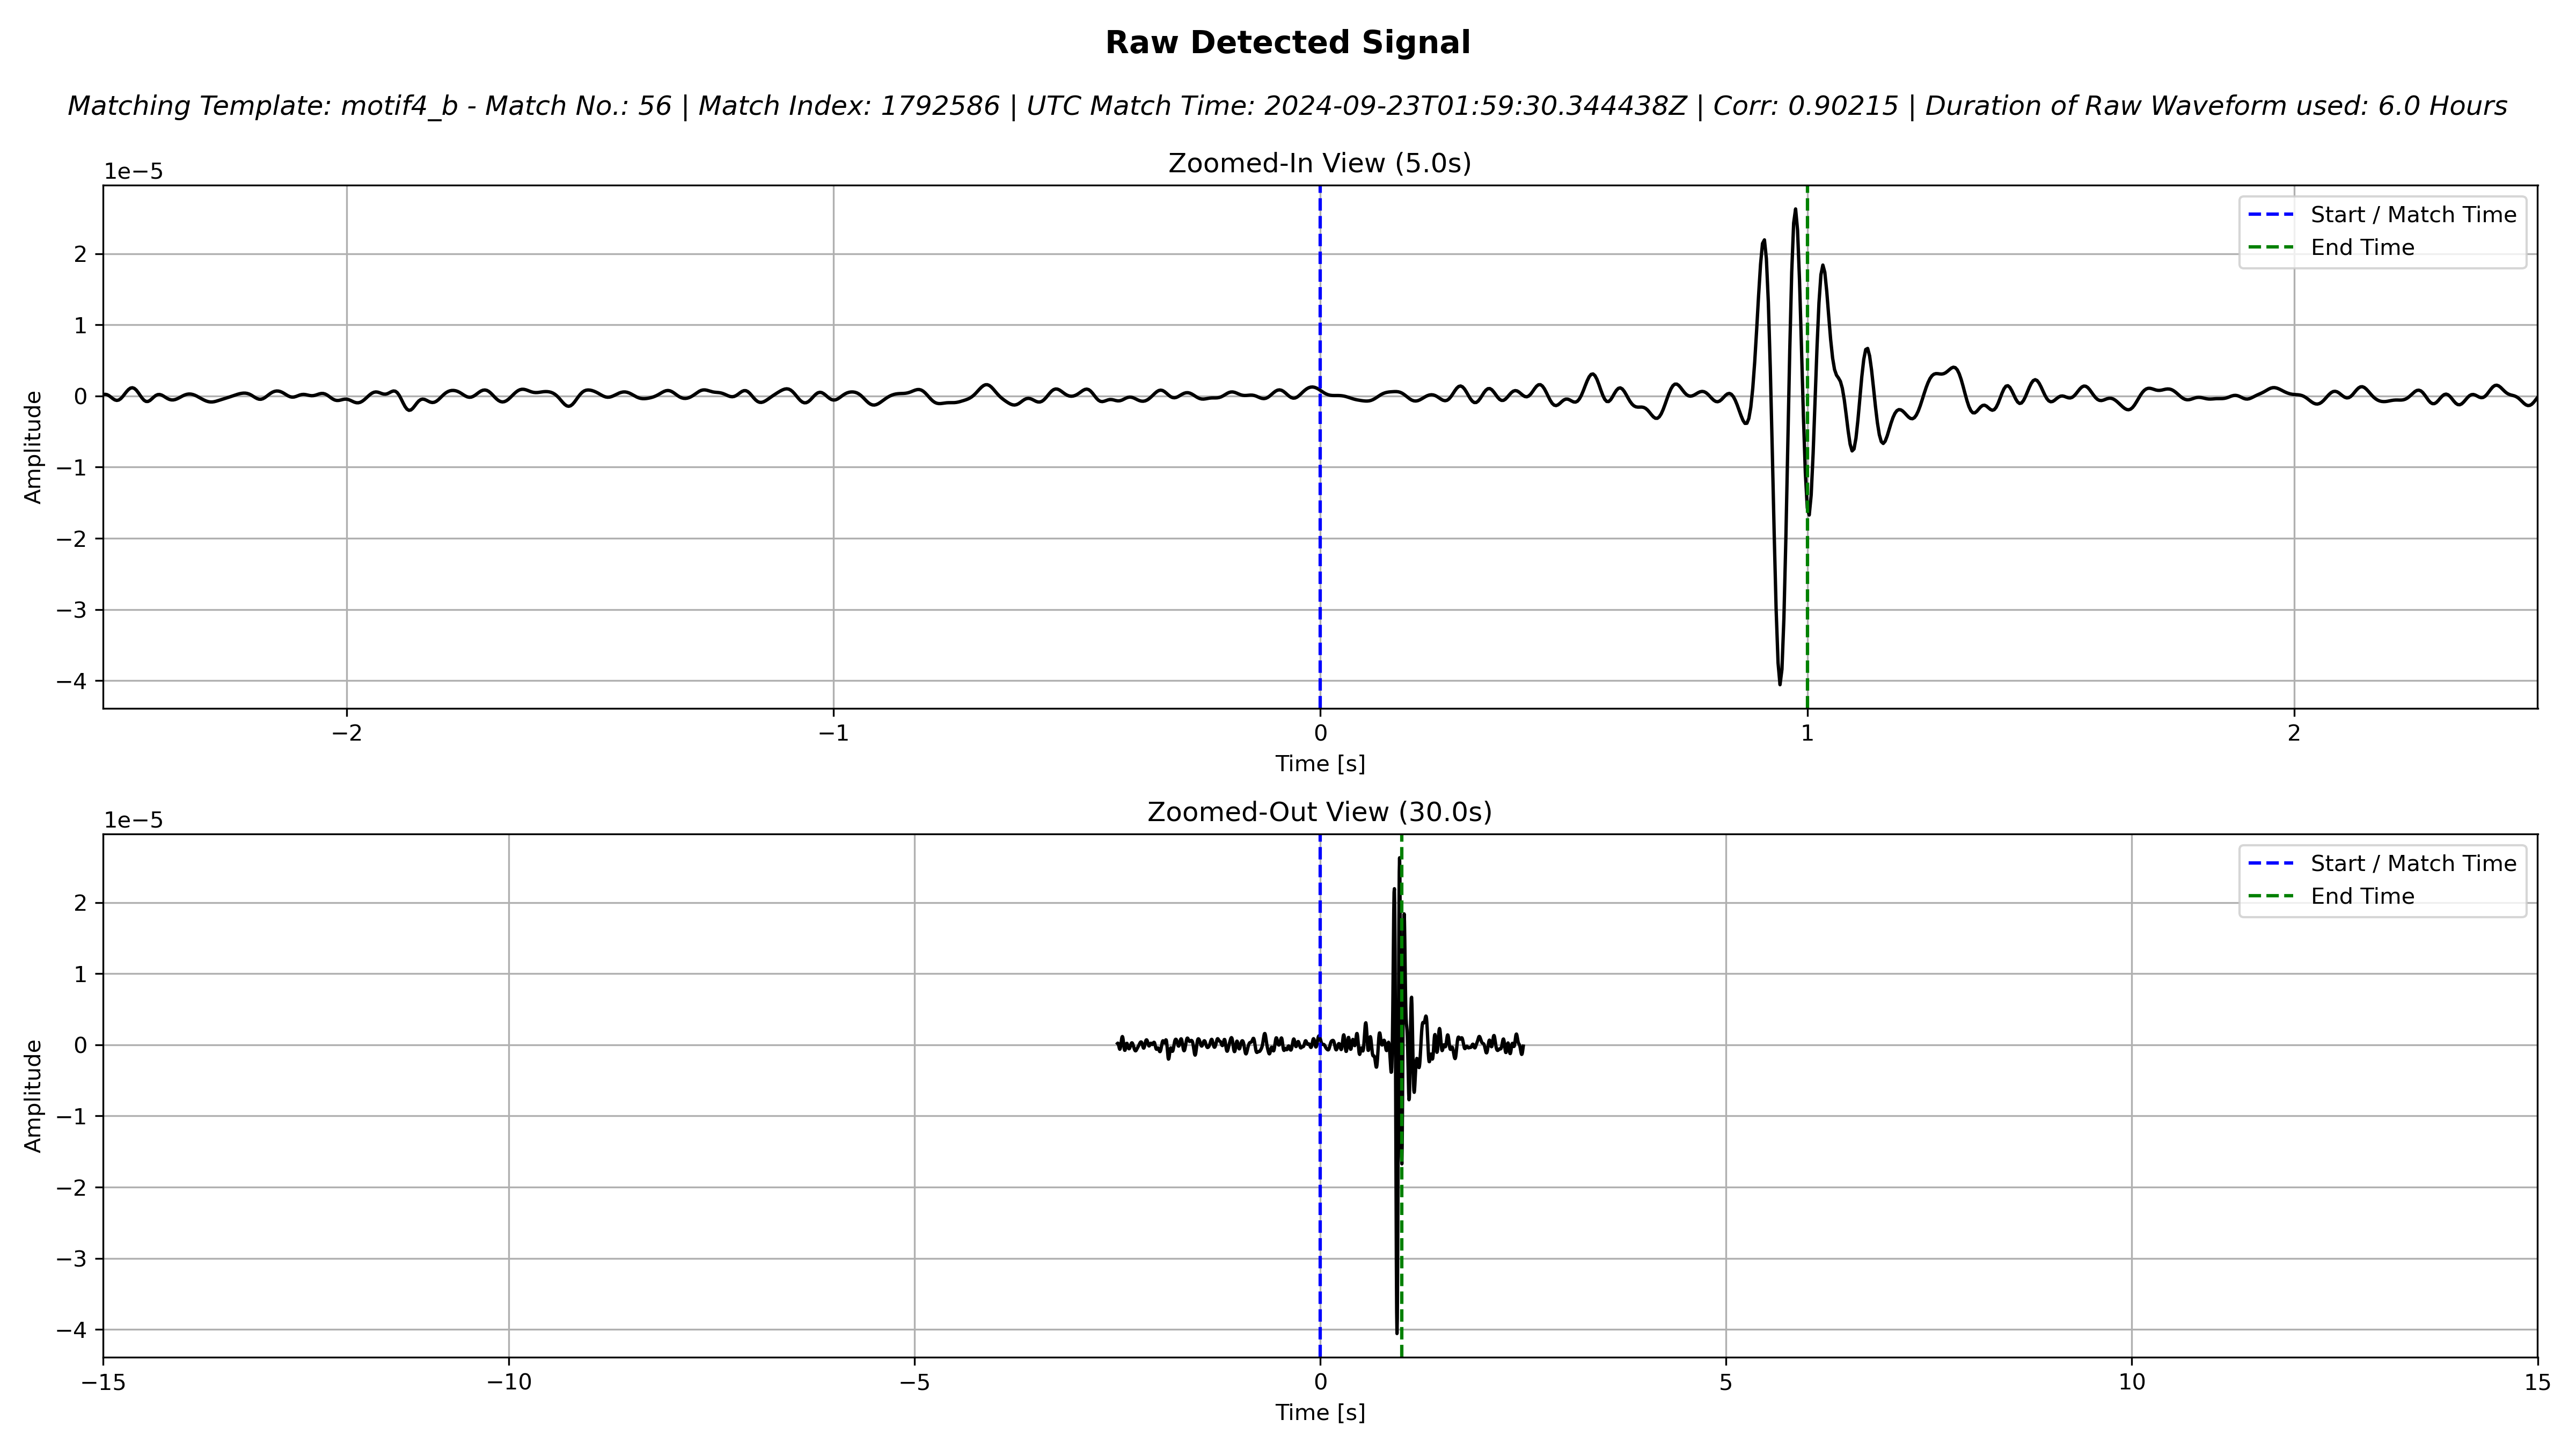 Raw Detected Signal
Matching Template: motif4_b - Match No.: 56 | Match Index: 1792586 | UTC Match Time: 2024-09-23T01:59:30.344438Z | Corr: 0.90215 | Duration of Raw Waveform used: 6.0 Hours
Zoomed-In View (5.0s)
1e−5
Start / Match Time
End Time
2
1
0
−1
−2
−3
−4
Amplitude
−2 −1 0 1 2
Time [s]
Zoomed-Out View (30.0s)
1e−5
Start / Match Time
End Time
2
1
0
−1
−2
−3
−4
Amplitude
−15 −10 −5 0 5 10 15
Time [s]